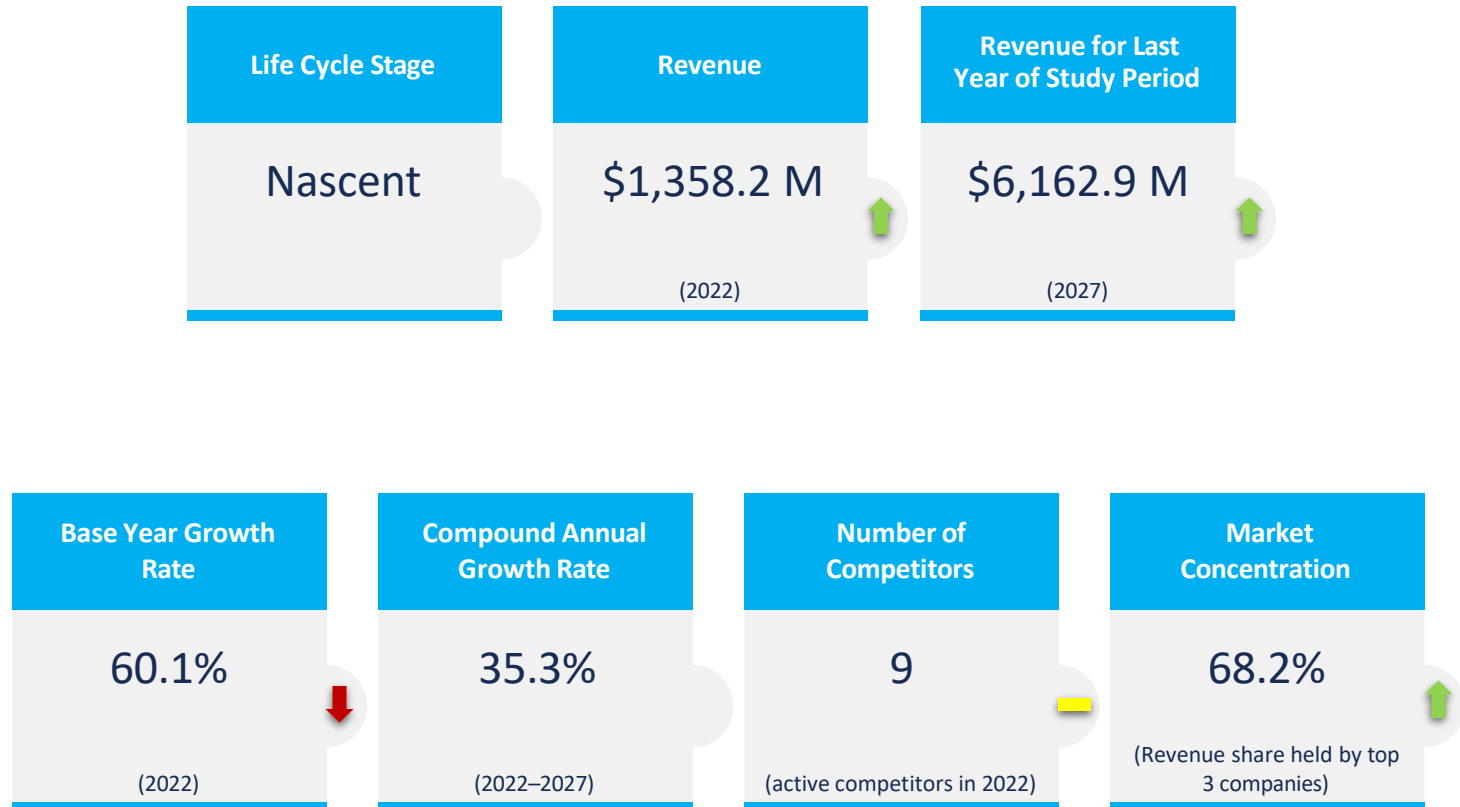 Life Cycle Stage
Nascent
Revenue
$1,358.2 M
(2022)
Revenue for Last
Year of Study Period
$6,162.9 M
(2027)
Base Year Growth
Rate
60.1%
(2022)
Compound Annual
Growth Rate
35.3%
(2022–2027)
Number of
Competitors
9
(active competitors in 2022)
Market
Concentration
68.2%
(Revenue share held by top
3 companies)